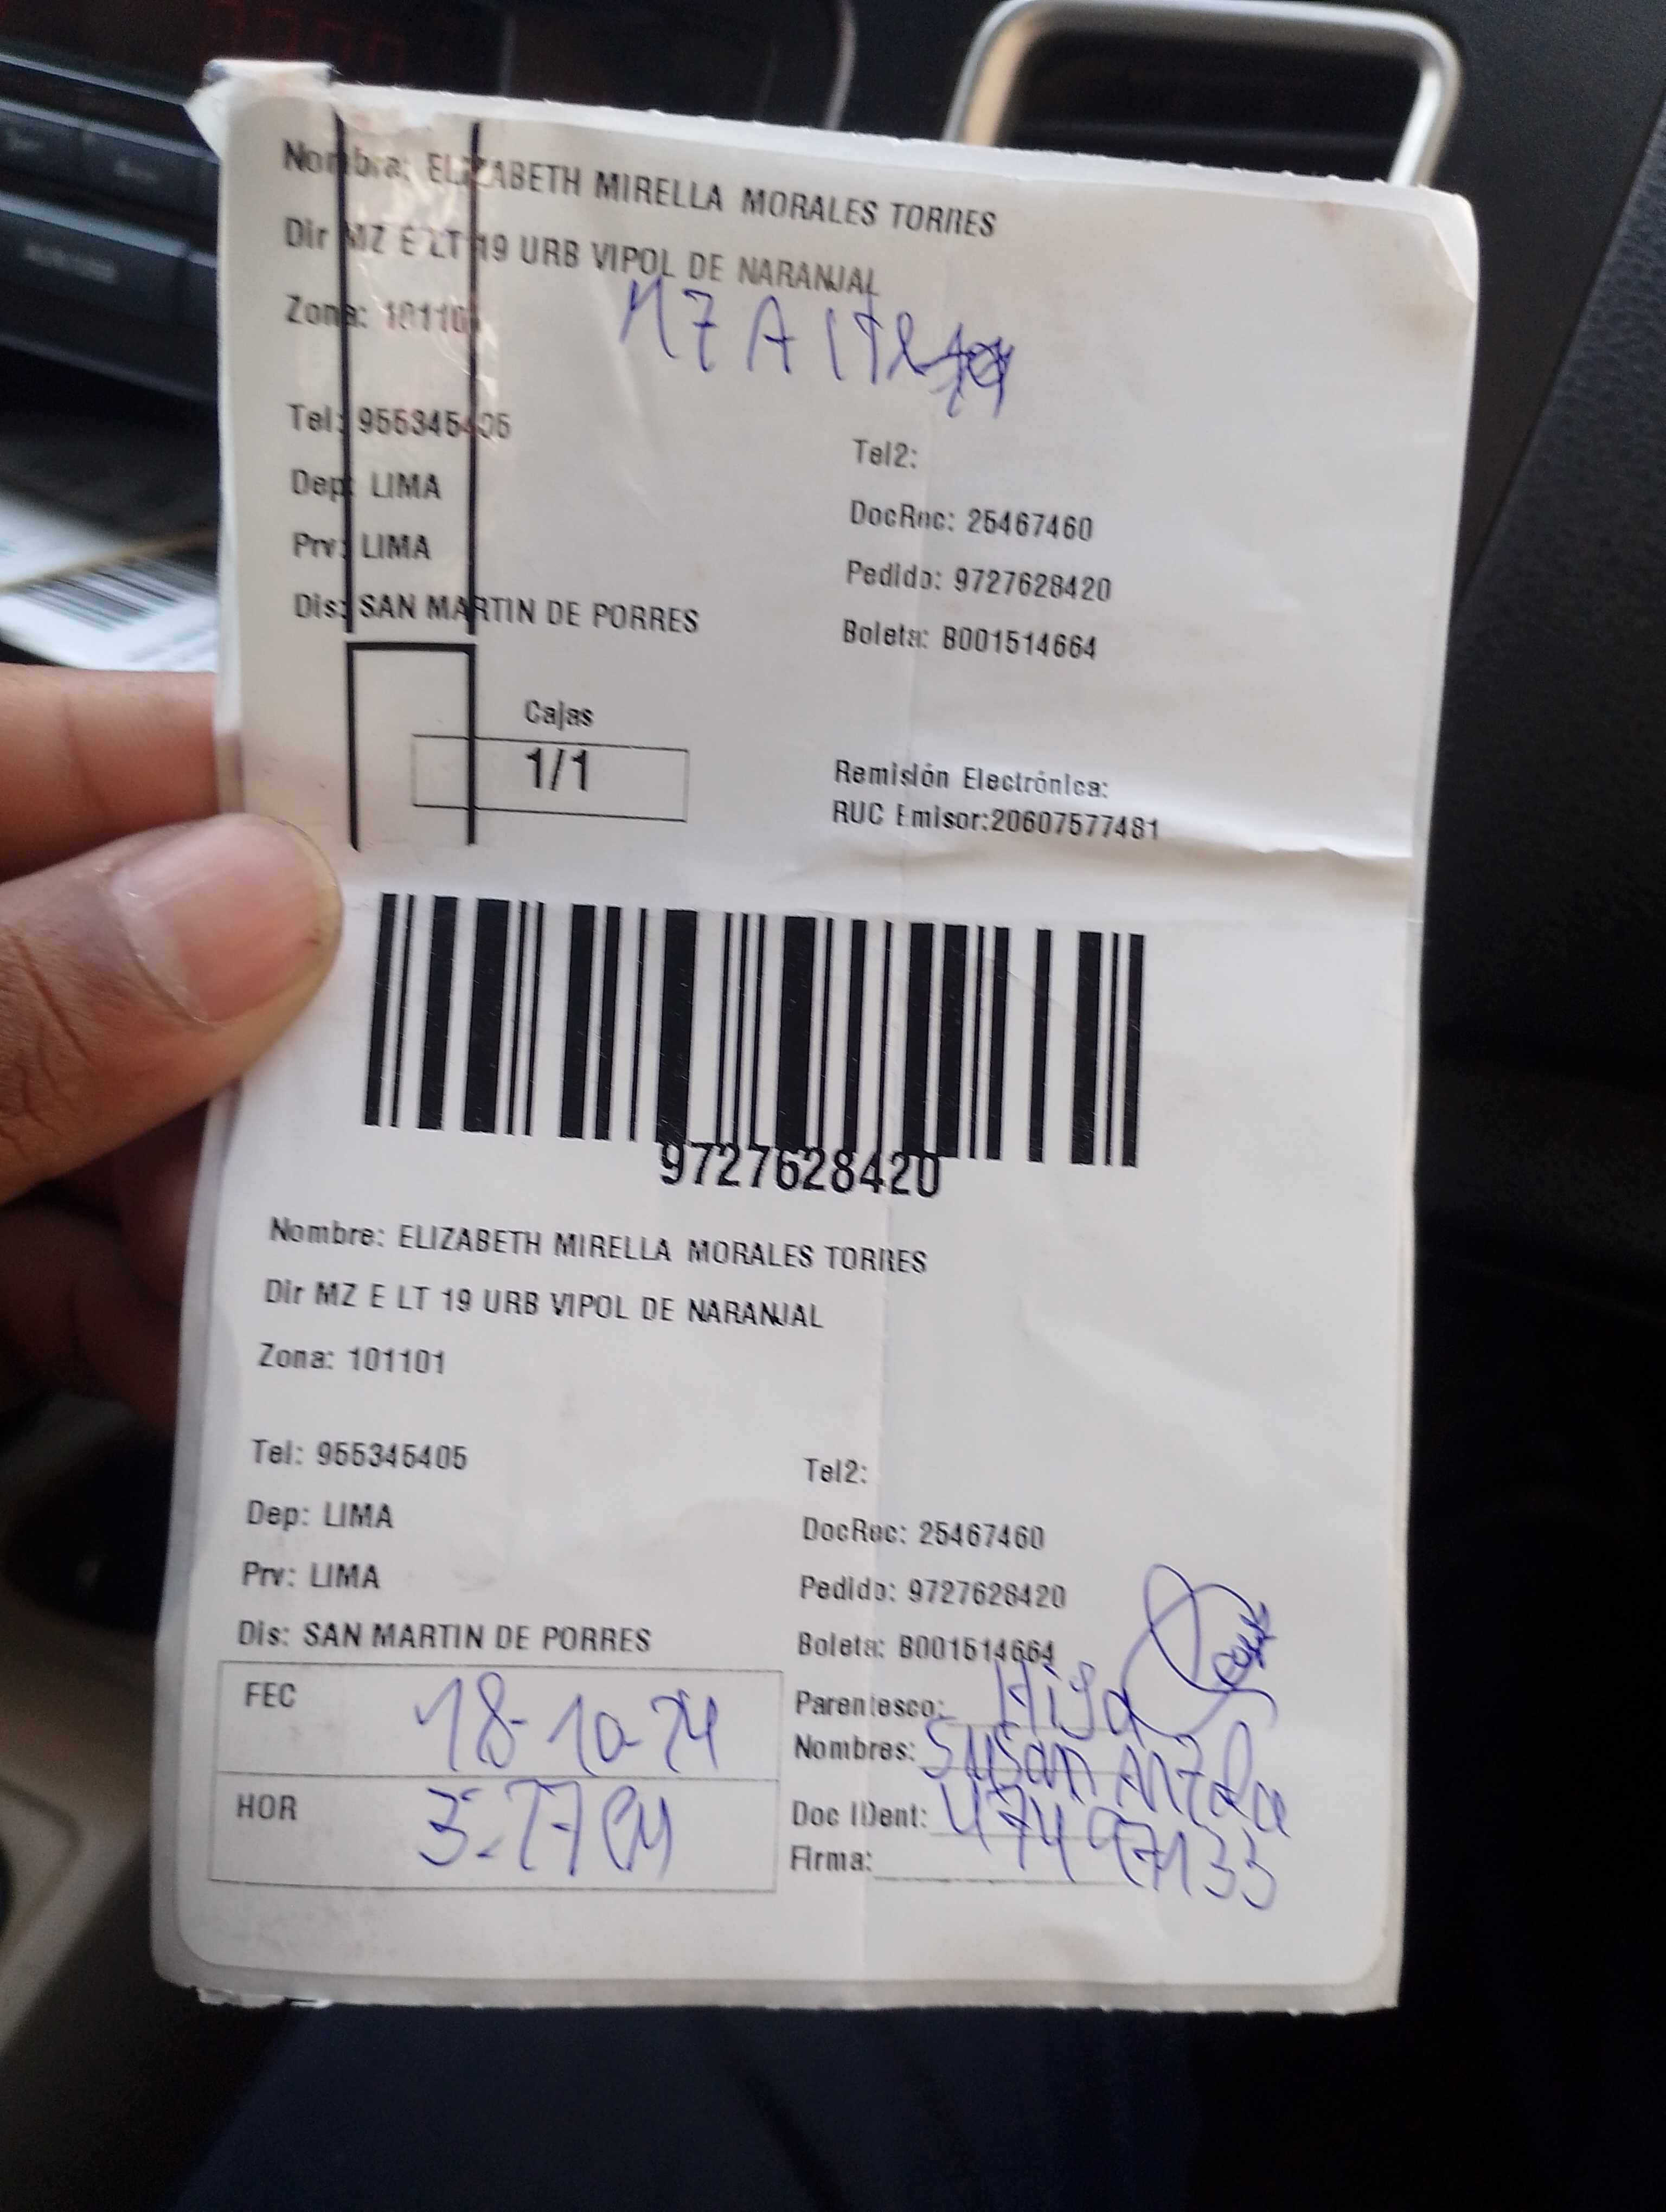 Nombre: ELIZABETH MIRELLA MORALES TORRES
Dir MZ E LT 19 URB VIPOL DE NARANJAL
MZ A LT
Zona: 101101
Tel: 955345405
Tel2:
Dep: LIMA
DocRec: 25467460
Prv: LIMA
Pedido: 9727628420
Dis: SAN MARTIN DE PORRES
Boleta: B001514664
Cajas
1/1
Remisión Electrónica:
RUC Emisor:20607577481
9727628420
Nombre: ELIZABETH MIRELLA MORALES TORRES
Dir MZ E LT 19 URB VIPOL DE NARANJAL
Zona: 101101
Tel: 955345405
Tel2:
Dep: LIMA
DocRec: 25467460
Prv: LIMA
Pedido: 9727628420
Dis: SAN MARTIN DE PORRES
Boleta: B001514664
FEC 18-10-24
Parentesco: Hija
Nombres: Susan
HOR 3:27 PM
Doc IDent: 47497133
Firma: